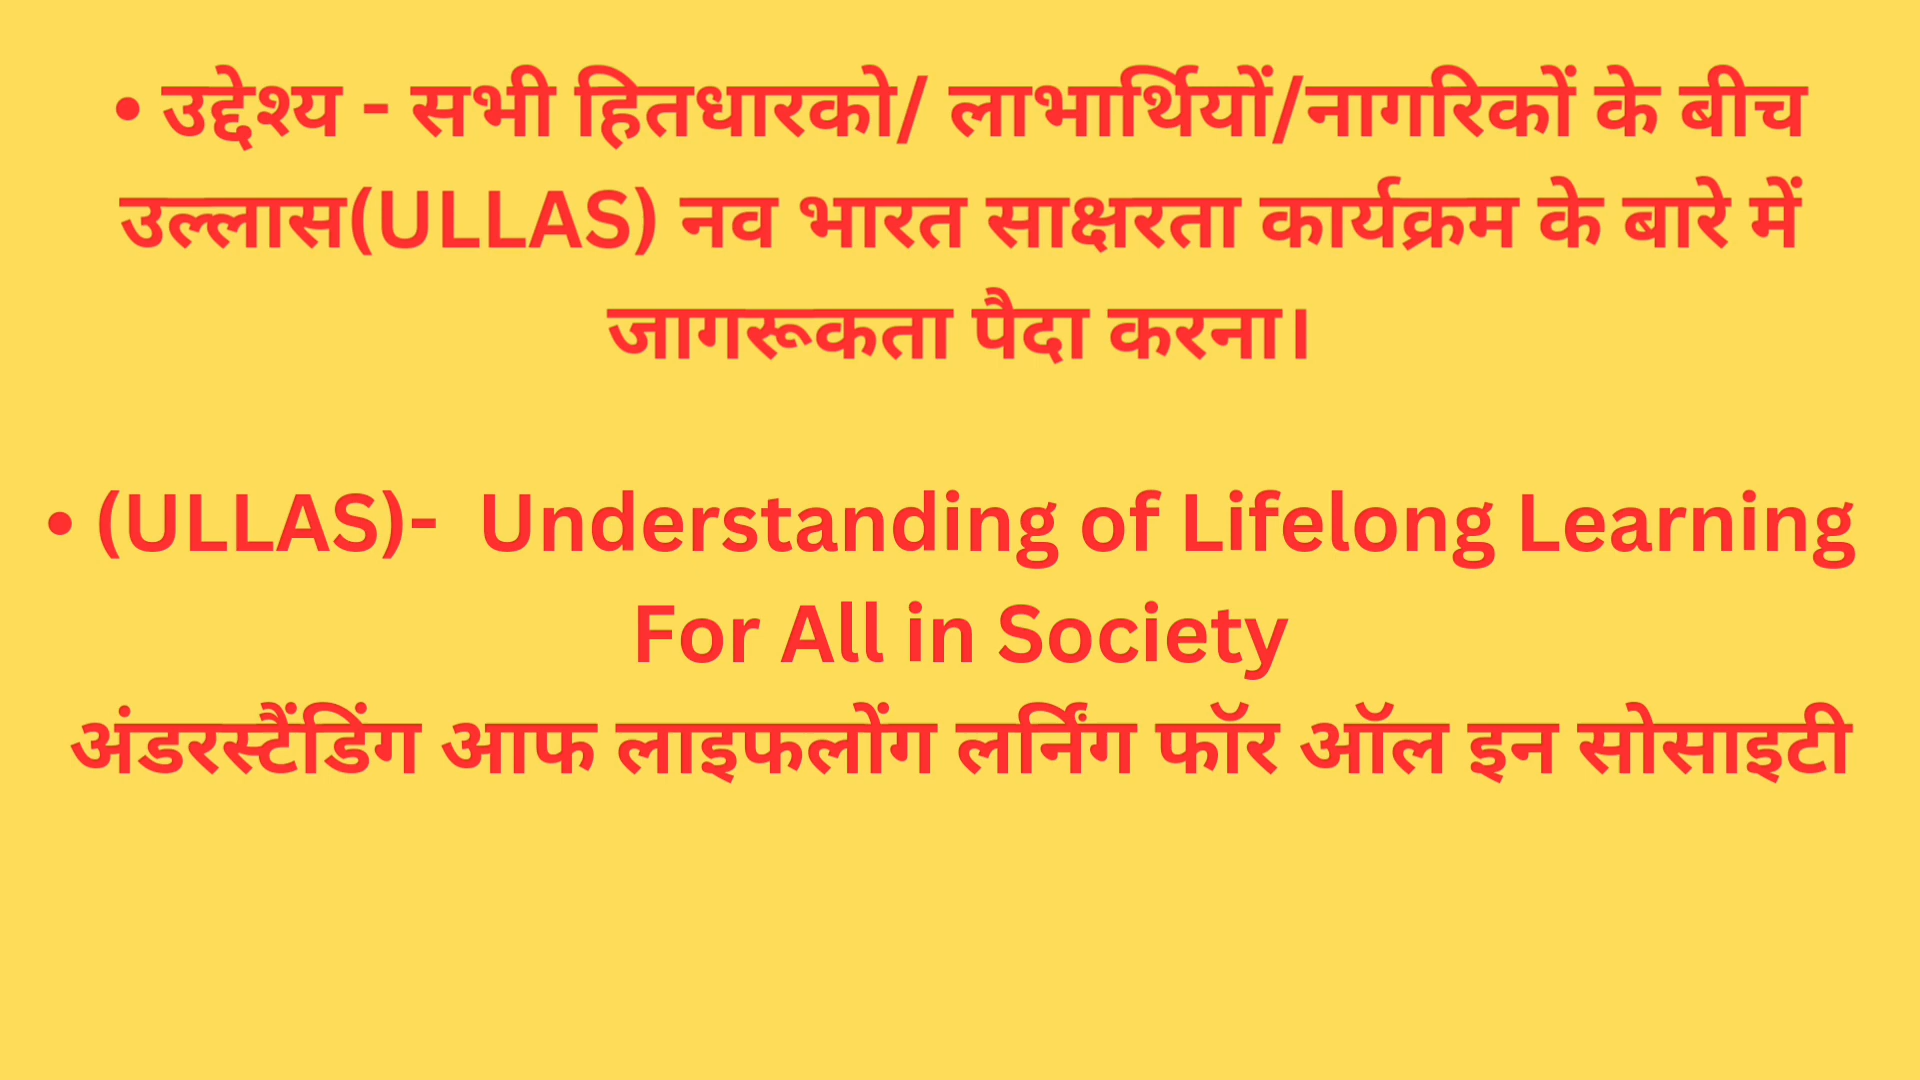 • उद्देश्य - सभी हितधारको/ लाभार्थियों/नागरिकों के बीच
उल्लास(ULLAS) नव भारत साक्षरता कार्यक्रम के बारे में
जागरूकता पैदा करना।
• (ULLAS)-  Understanding of Lifelong Learning
For All in Society
अंडरस्टैंडिंग आफ लाइफलोंग लर्निंग फॉर ऑल इन सोसाइटी